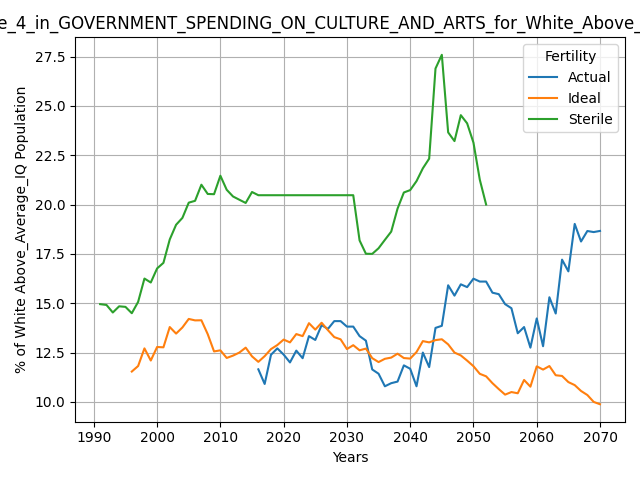 e_4_in_GOVERNMENT_SPENDING_ON_CULTURE_AND_ARTS_for_White_Above_
% of White Above_Average_IQ Population
27.5
25.0
22.5
20.0
17.5
15.0
12.5
10.0
Fertility
Actual
Ideal
Sterile
1990
2000
2010
2020
2030
2040
2050
2060
2070
Years